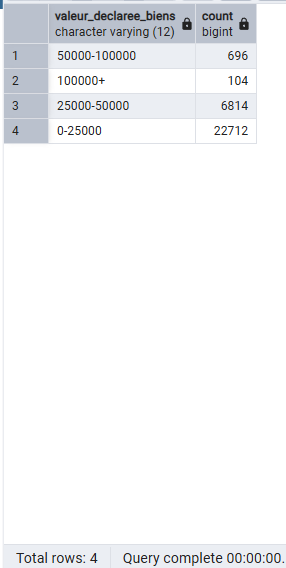 valeur_declaree_biens count
character varying (12) bigint
1 50000-100000 696
2 100000+ 104
3 25000-50000 6814
4 0-25000 22712
Total rows: 4 Query complete 00:00:00.